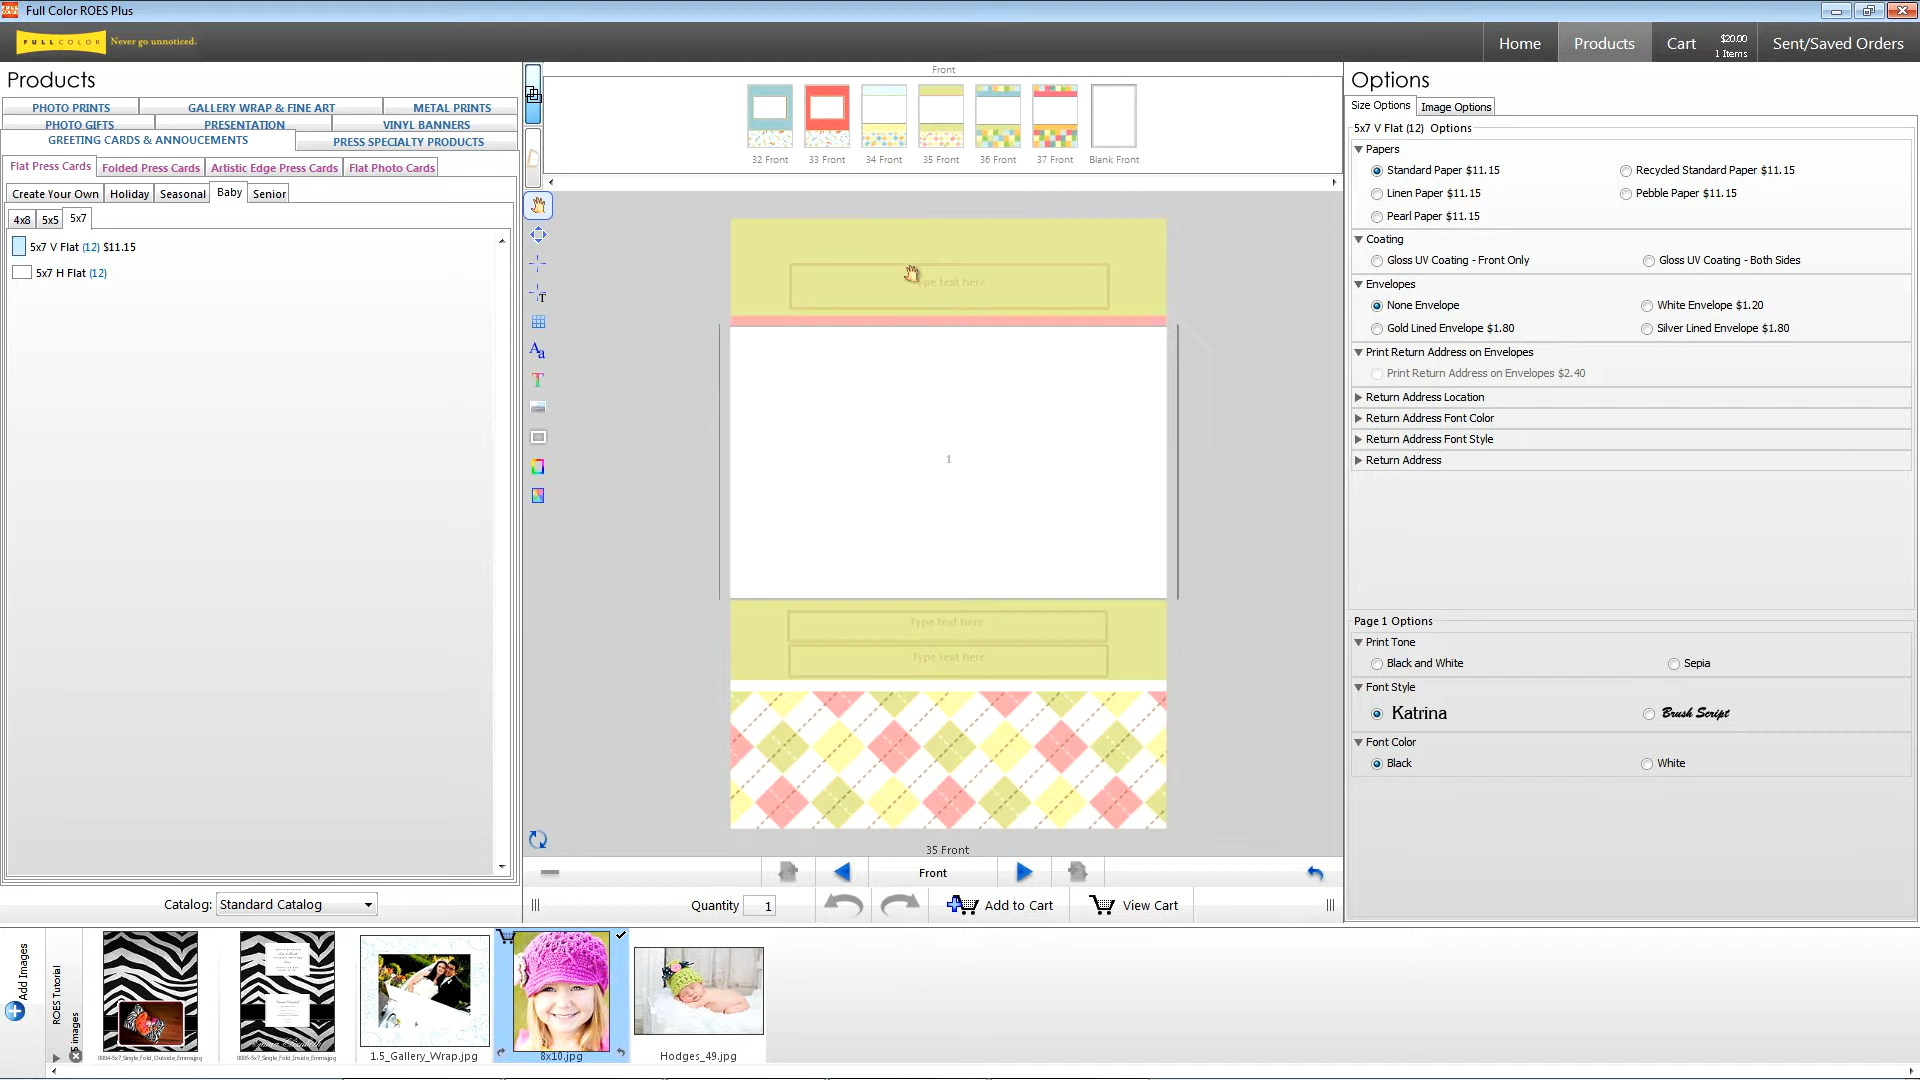 Full Color ROES Plus
FULLCOLOR Never go unnoticed.
Home
Products
Cart
$20.00
1 Items
Sent/Saved Orders
Products
PHOTO PRINTS
GALLERY WRAP & FINE ART
METAL PRINTS
PHOTO GIFTS
PRESENTATION
VINYL BANNERS
GREETING CARDS & ANNOUCEMENTS
PRESS SPECIALTY PRODUCTS
Flat Press Cards
Folded Press Cards
Artistic Edge Press Cards
Flat Photo Cards
Create Your Own
Holiday
Seasonal
Baby
Senior
4x8
5x5
5x7
5x7 V Flat (12) $11.15
5x7 H Flat (12)
Catalog: Standard Catalog
Front
32 Front
33 Front
34 Front
35 Front
36 Front
37 Front
Blank Front
Type text here
1
Type text here
Type text here
35 Front
Front
Quantity 1
Add to Cart
View Cart
Options
Size Options
Image Options
5x7 V Flat (12) Options
Papers
Standard Paper $11.15
Recycled Standard Paper $11.15
Linen Paper $11.15
Pebble Paper $11.15
Pearl Paper $11.15
Coating
Gloss UV Coating - Front Only
Gloss UV Coating - Both Sides
Envelopes
None Envelope
White Envelope $1.20
Gold Lined Envelope $1.80
Silver Lined Envelope $1.80
Print Return Address on Envelopes
Print Return Address on Envelopes $2.40
Return Address Location
Return Address Font Color
Return Address Font Style
Return Address
Page 1 Options
Print Tone
Black and White
Sepia
Font Style
Katrina
Brush Script
Font Color
Black
White
Add Images
ROES Tutorial
5 images
0004-5x7_Single_Fold_Outside_Emma.jpg
0005-5x7_Single_Fold_Inside_Emma.jpg
1.5_Gallery_Wrap.jpg
8x10.jpg
Hodges_49.jpg